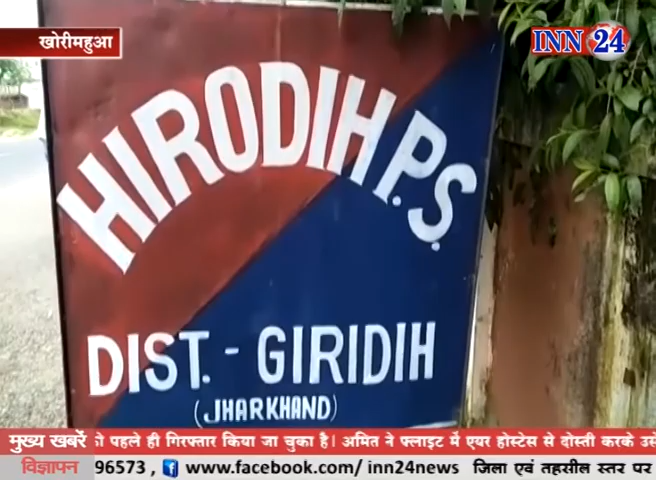 खोरीमहुआ
INN 24
HIRODIH P.S.
DIST. - GIRIDIH
(JHARKHAND)
मुख्य खबरें
पहले ही गिरफ्तार किया जा चुका है। अमित ने फ्लाइट में एयर होस्टेस से दोस्ती करके
विज्ञापन
96573), www.facebook.com/inn24news जिला एवं तहसील स्तर पर